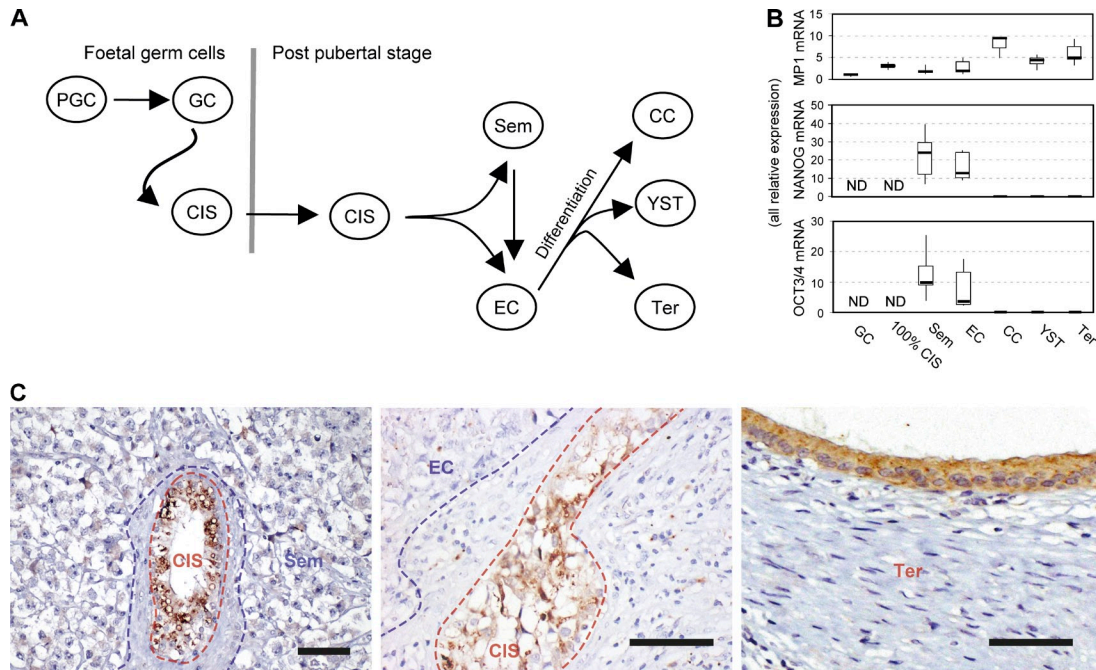 A
Foetal germ cells
Post pubertal stage
PGC
GC
CIS
CIS
Sem
EC
Differentiation
CC
YST
Ter
B
(all relative expression)
MP1 mRNA
15
10
5
0
NANOG mRNA
50
40
30
20
10
0
ND
ND
OCT3/4 mRNA
30
20
10
0
ND
ND
GC
100% CIS
Sem
EC
CC
YST
Ter
C
CIS
Sem
EC
CIS
Ter